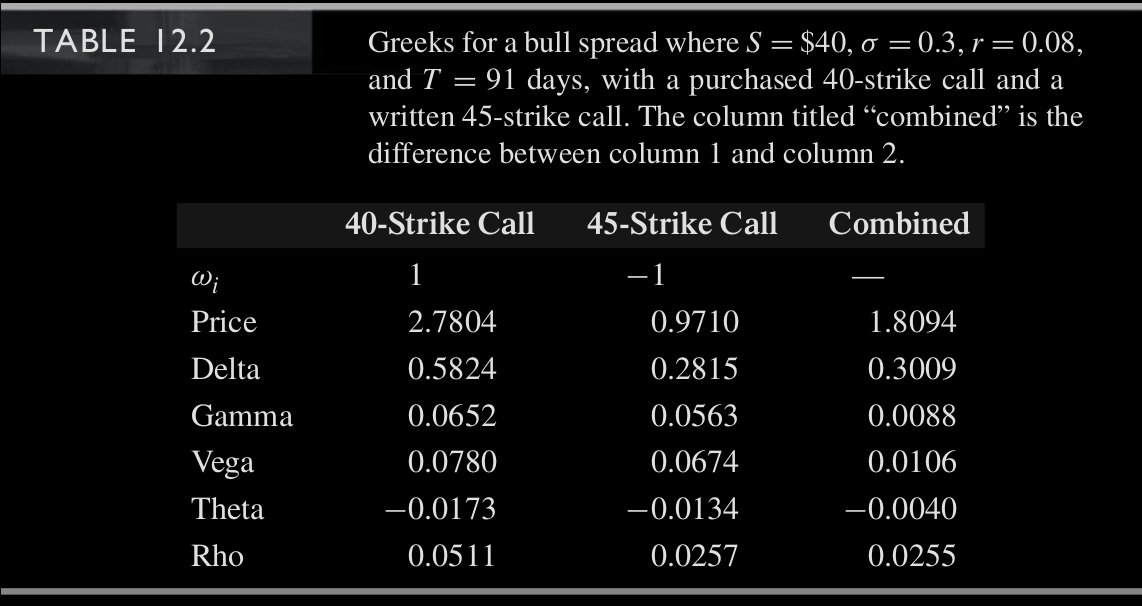 TABLE 12.2
Greeks for a bull spread where S = $40, σ = 0.3, r = 0.08,
and T = 91 days, with a purchased 40-strike call and a
written 45-strike call. The column titled “combined” is the
difference between column 1 and column 2.
40-Strike Call 45-Strike Call Combined
ωi 1 −1 —
Price 2.7804 0.9710 1.8094
Delta 0.5824 0.2815 0.3009
Gamma 0.0652 0.0563 0.0088
Vega 0.0780 0.0674 0.0106
Theta −0.0173 −0.0134 −0.0040
Rho 0.0511 0.0257 0.0255